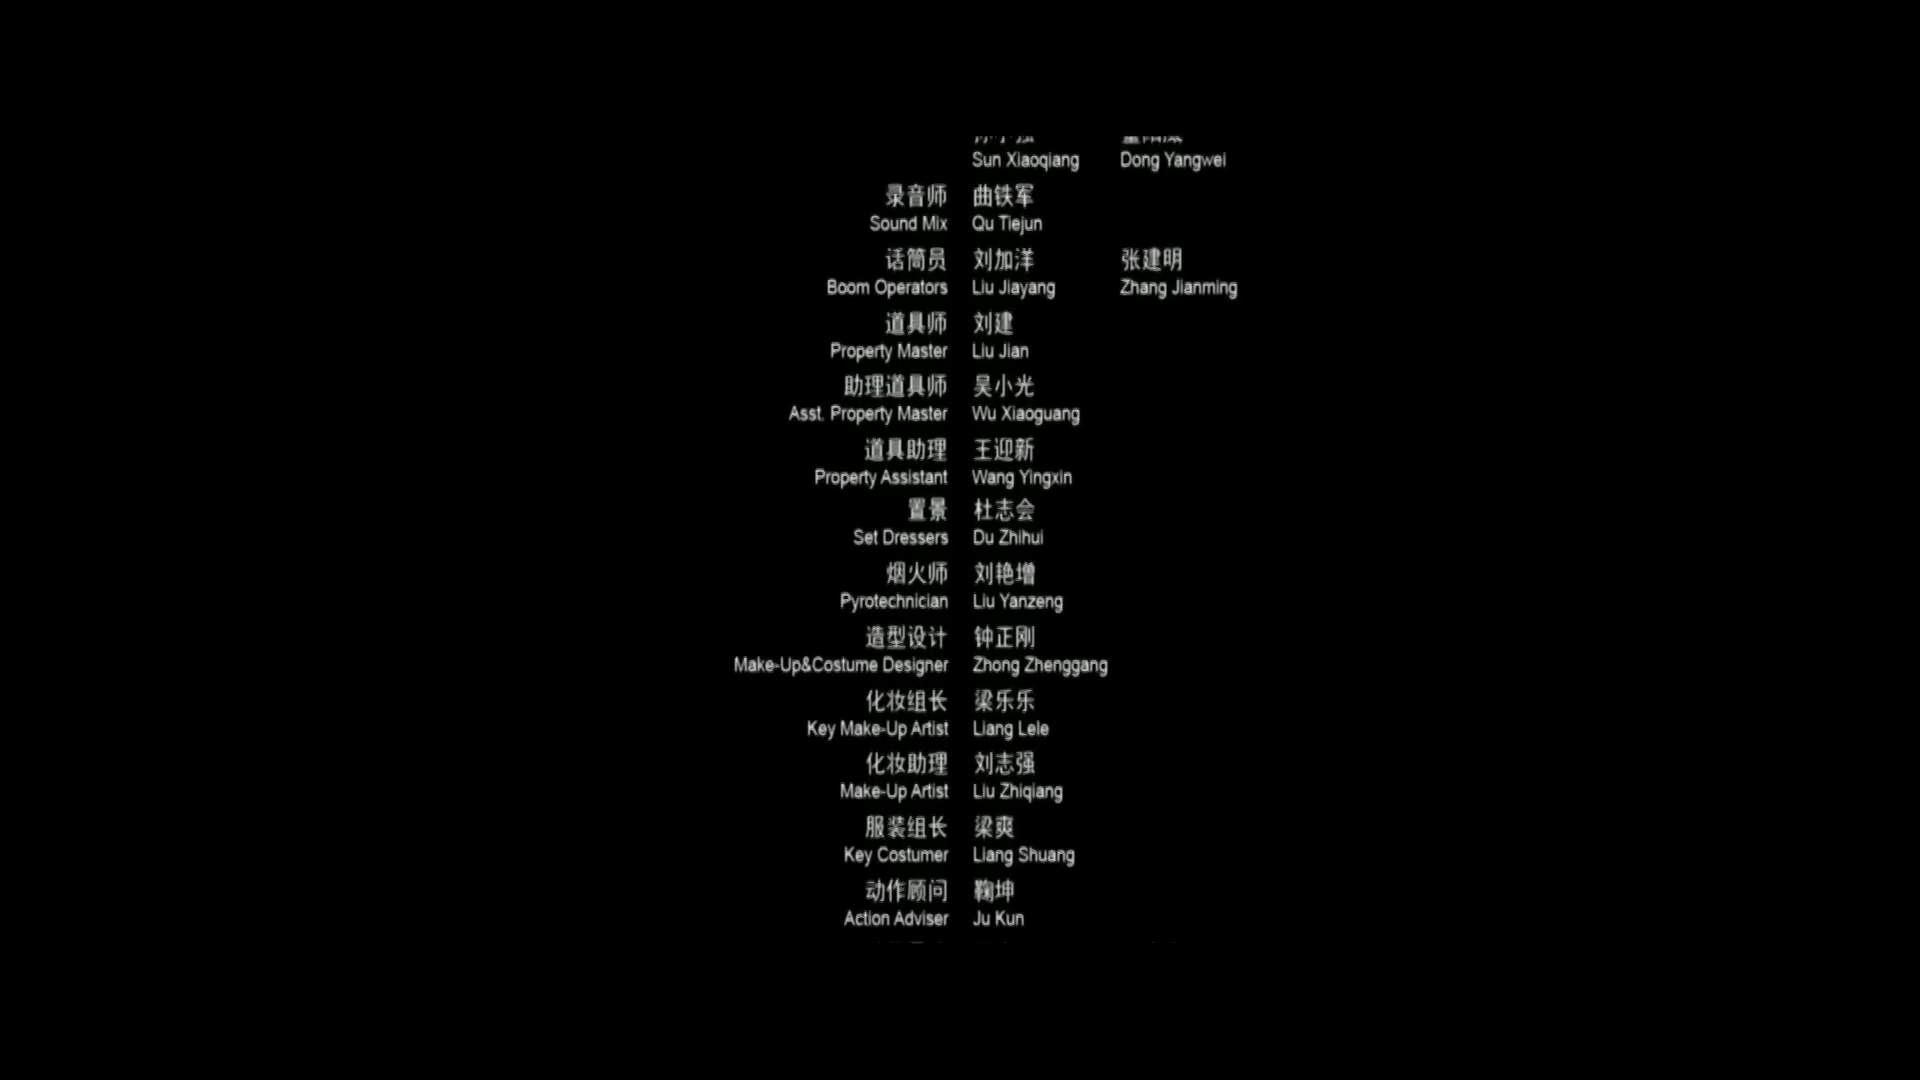 Sun Xiaoqiang Dong Yangwei
录音师 曲铁军
Sound Mix Qu Tiejun
话筒员 刘加洋 张建明
Boom Operators Liu Jiayang Zhang Jianming
道具师 刘建
Property Master Liu Jian
助理道具师 吴小光
Asst. Property Master Wu Xiaoguang
道具助理 王迎新
Property Assistant Wang Yingxin
置景 杜志会
Set Dressers Du Zhihui
烟火师 刘艳增
Pyrotechnician Liu Yanzeng
造型设计 钟正刚
Make-Up&Costume Designer Zhong Zhenggang
化妆组长 梁乐乐
Key Make-Up Artist Liang Lele
化妆助理 刘志强
Make-Up Artist Liu Zhiqiang
服装组长 梁爽
Key Costumer Liang Shuang
动作顾问 鞠坤
Action Adviser Ju Kun